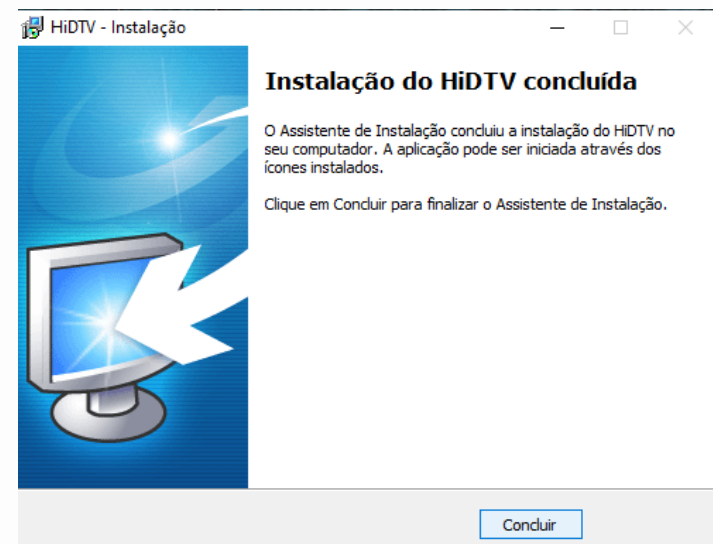 HiDTV - Instalação
Instalação do HiDTV concluída
O Assistente de Instalação concluiu a instalação do HiDTV no
seu computador. A aplicação pode ser iniciada através dos
ícones instalados.
Clique em Concluir para finalizar o Assistente de Instalação.
Concluir